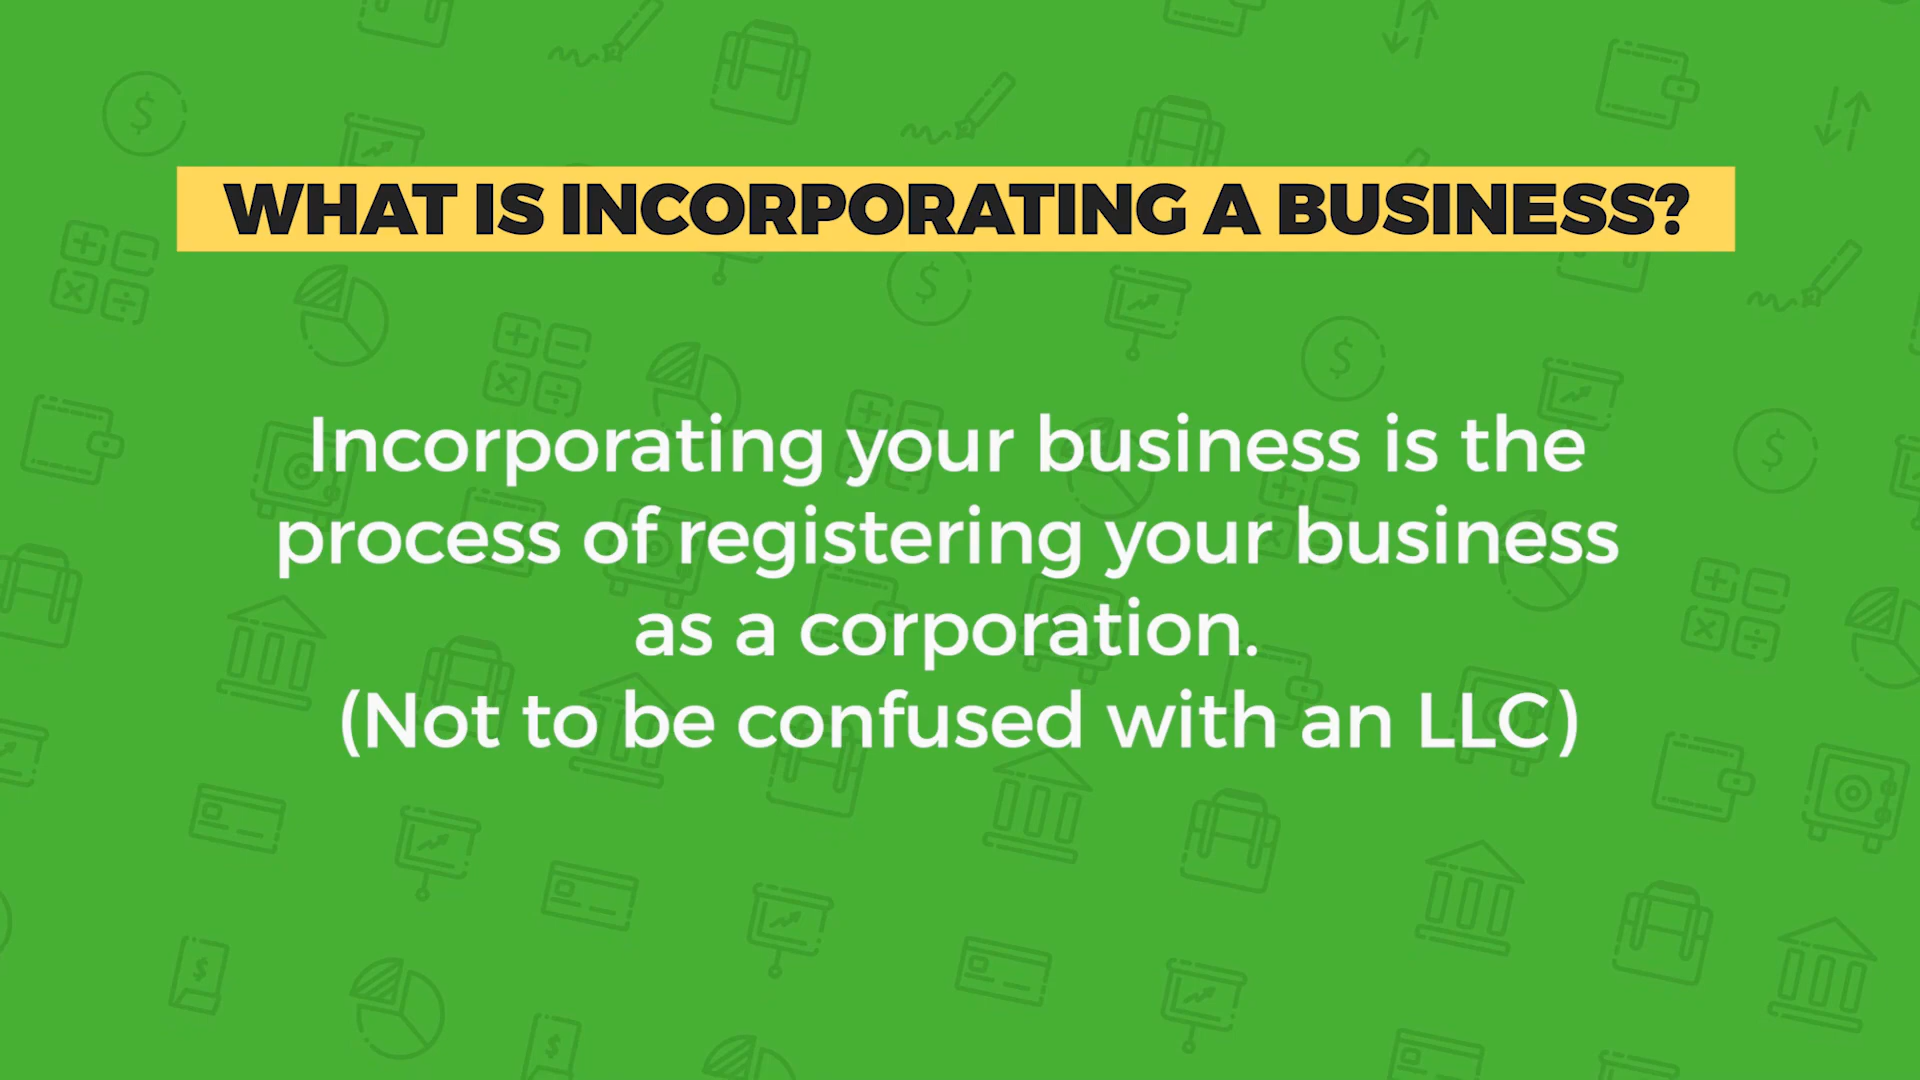 WHAT IS INCORPORATING A BUSINESS?
Incorporating your business is the
process of registering your business
as a corporation.
(Not to be confused with an LLC)